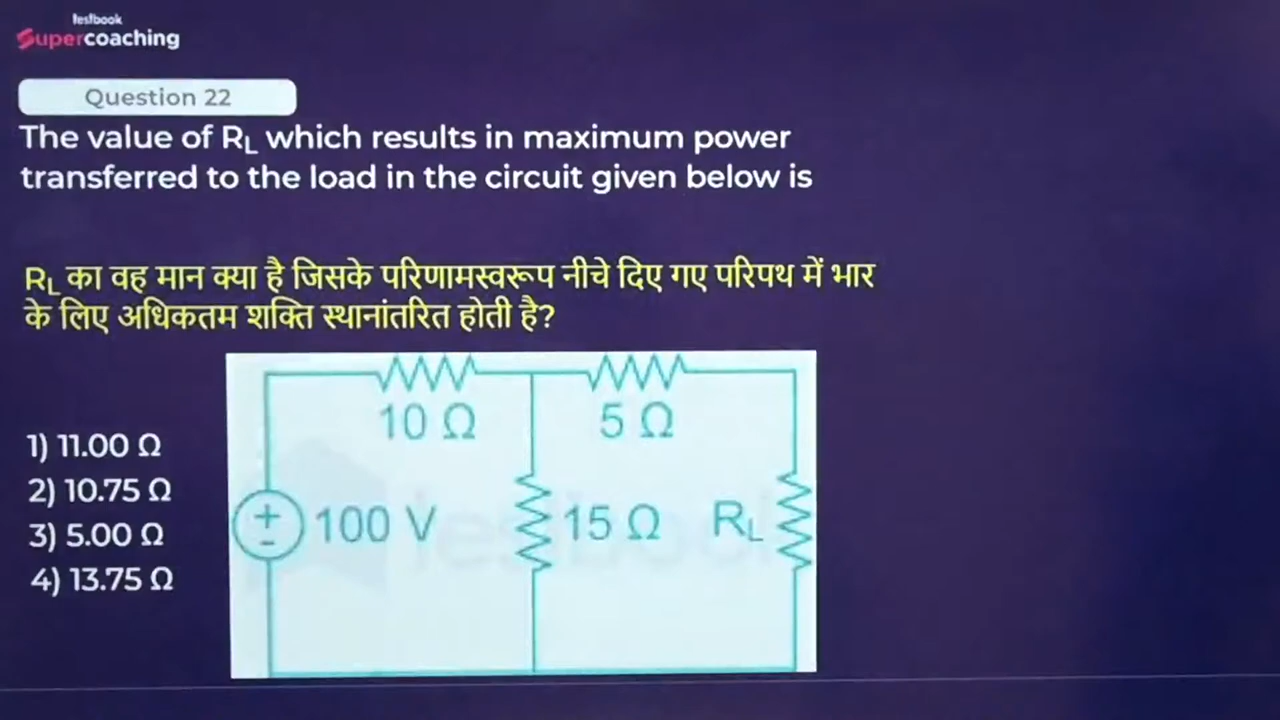 testbook
Supercoaching
Question 22
The value of RL which results in maximum power
transferred to the load in the circuit given below is
RL का वह मान क्या है जिसके परिणामस्वरूप नीचे दिए गए परिपथ में भार
के लिए अधिकतम शक्ति स्थानांतरित होती है?
10 Ω
5 Ω
1) 11.00 Ω
2) 10.75 Ω
3) 5.00 Ω
4) 13.75 Ω
+
-
100 V
15 Ω
RL
testbook